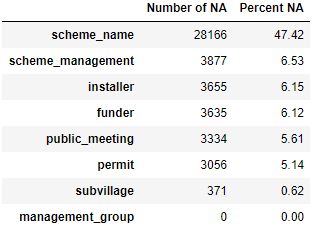 Number of NA Percent NA
scheme_name 28166 47.42
scheme_management 3877 6.53
installer 3655 6.15
funder 3635 6.12
public_meeting 3334 5.61
permit 3056 5.14
subvillage 371 0.62
management_group 0 0.00